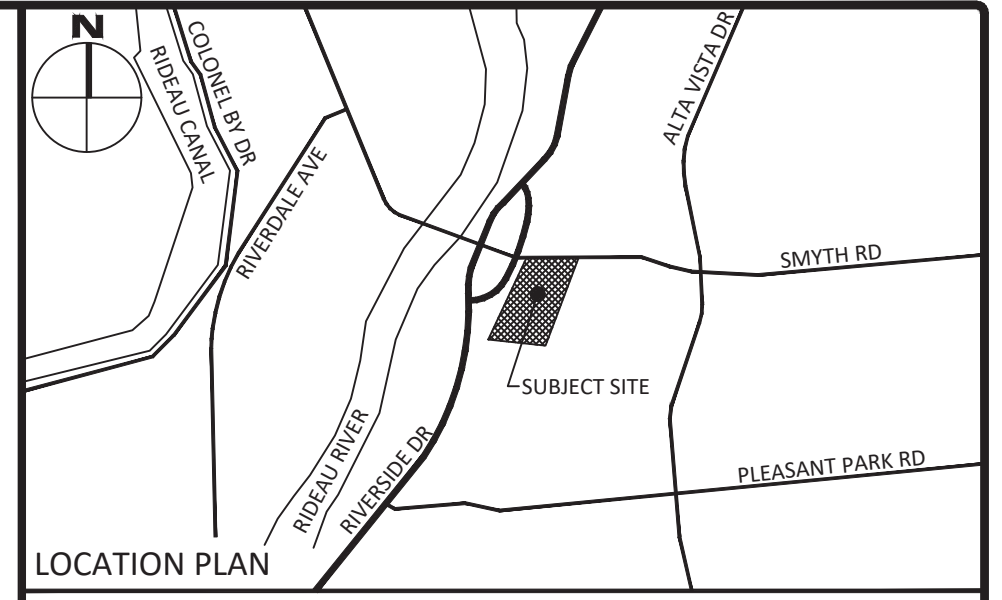 N
COLONEL BY DR
RIDEAU CANAL
ALTA VISTA DR
RIVERDALE AVE
SMYTH RD
SUBJECT SITE
RIDEAU RIVER
RIVERSIDE DR
PLEASANT PARK RD
LOCATION PLAN